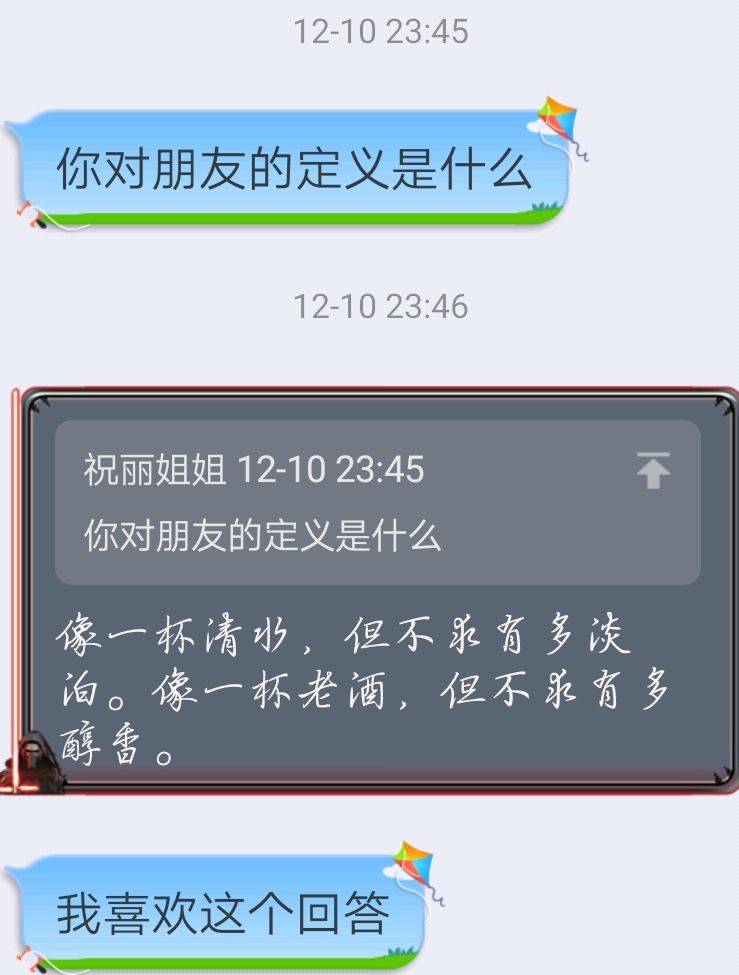 12-10 23:45
你对朋友的定义是什么
12-10 23:46
祝丽姐姐 12-10 23:45
你对朋友的定义是什么
像一杯清水，但不求有多淡
泊。像一杯老酒，但不求有多
醇香。
我喜欢这个回答